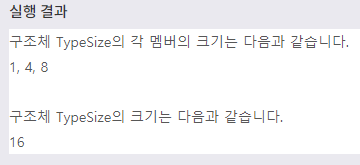 실행 결과
구조체 TypeSize의 각 멤버의 크기는 다음과 같습니다.
1, 4, 8
구조체 TypeSize의 크기는 다음과 같습니다.
16